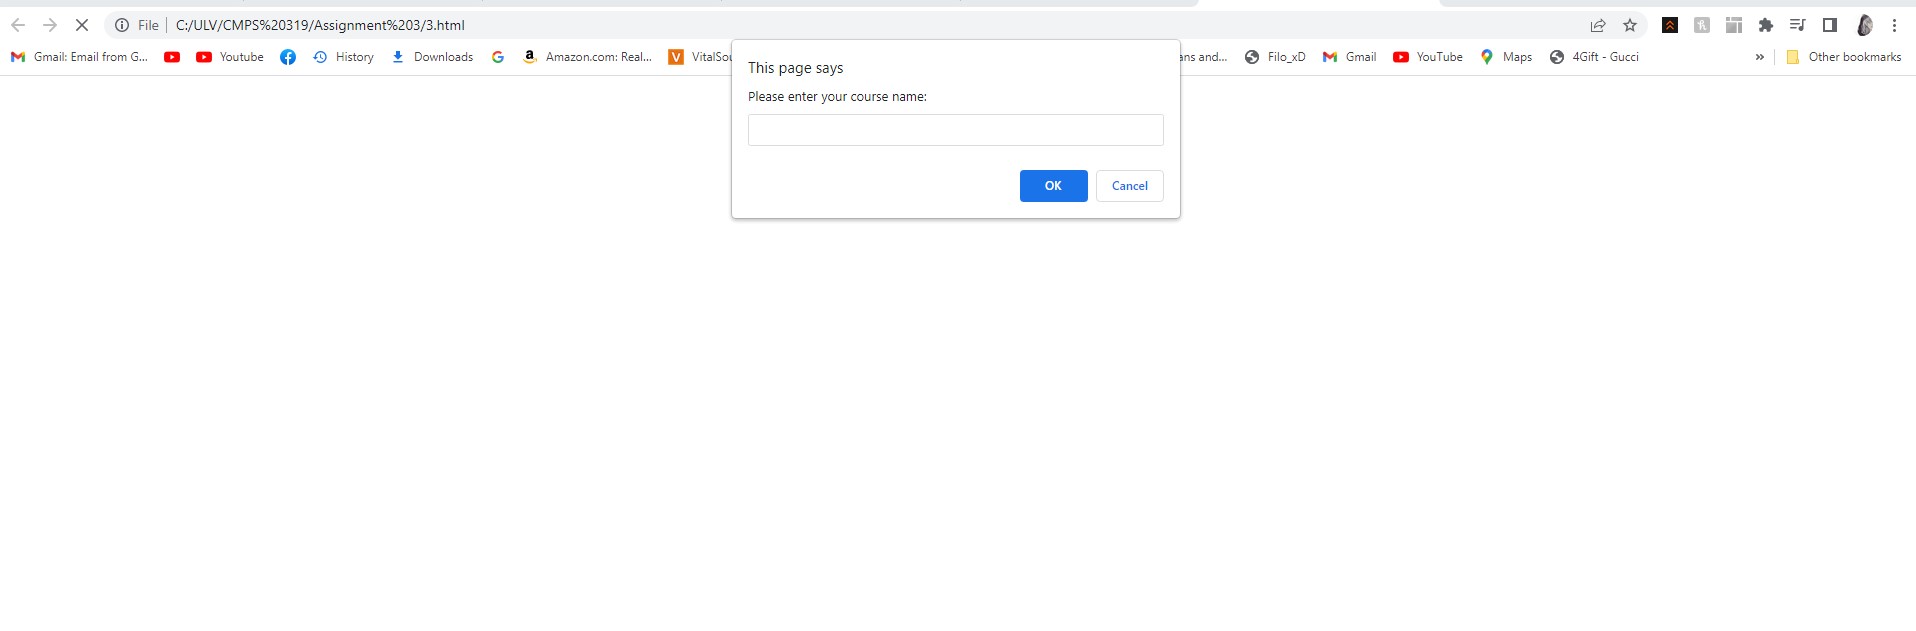 File C:/ULV/CMPS%20319/Assignment%203/3.html
Gmail: Email from G... Youtube History Downloads Amazon.com: Real... VitalSou ans and... Filo_xD Gmail YouTube Maps 4Gift - Gucci » Other bookmarks
This page says
Please enter your course name:
OK Cancel